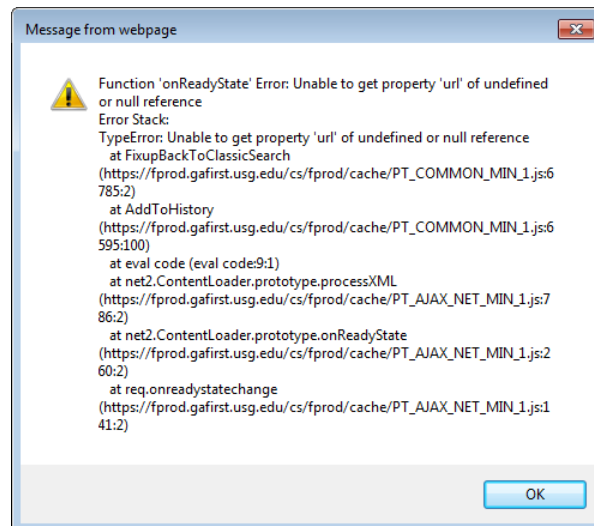 Message from webpage
Function 'onReadyState' Error: Unable to get property 'url' of undefined
or null reference
Error Stack:
TypeError: Unable to get property 'url' of undefined or null reference
at FixupBackToClassicSearch
(https://fprod.gafirst.usg.edu/cs/fprod/cache/PT_COMMON_MIN_1.js:6
785:2)
at AddToHistory
(https://fprod.gafirst.usg.edu/cs/fprod/cache/PT_COMMON_MIN_1.js:6
595:100)
at eval code (eval code:9:1)
at net2.ContentLoader.prototype.processXML
(https://fprod.gafirst.usg.edu/cs/fprod/cache/PT_AJAX_NET_MIN_1.js:7
86:2)
at net2.ContentLoader.prototype.onReadyState
(https://fprod.gafirst.usg.edu/cs/fprod/cache/PT_AJAX_NET_MIN_1.js:2
60:2)
at req.onreadystatechange
(https://fprod.gafirst.usg.edu/cs/fprod/cache/PT_AJAX_NET_MIN_1.js:1
41:2)
OK